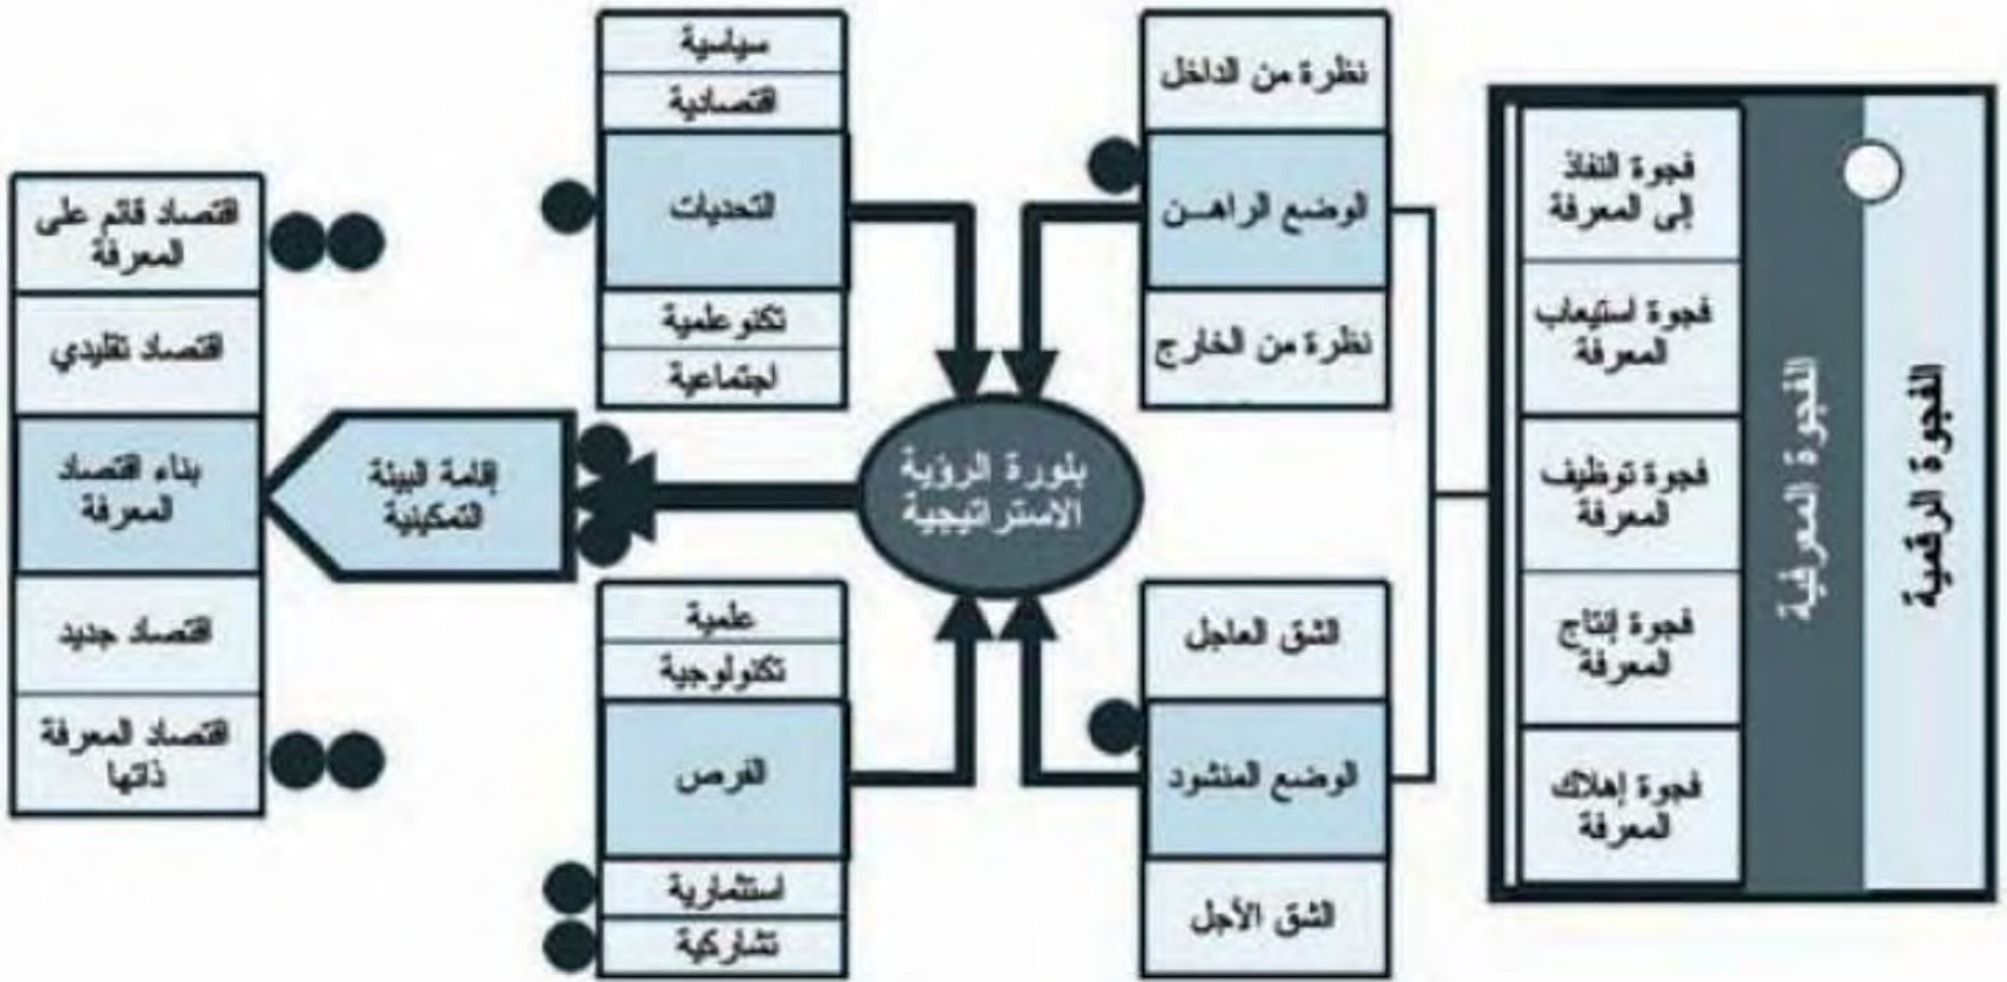 الفجوة الرقمية
الفجوة المعرفية
فجوة النفاذ
إلى المعرفة
فجوة استيعاب
المعرفة
فجوة توظيف
المعرفة
فجوة إنتاج
المعرفة
فجوة إهلاك
المعرفة
نظرة من الداخل
الوضع الراهــن
نظرة من الخارج
الشق العاجل
الوضع المنشود
الشق الآجل
بلورة الرؤية
الاستراتيجية
سياسية
اقتصادية
التحديات
تكنوعلمية
اجتماعية
علمية
تكنولوجية
الفرص
استثمارية
تشاركية
إقامة البيئة
التمكينية
اقتصاد قائم على
المعرفة
اقتصاد تقليدي
بناء اقتصاد
المعرفة
اقتصاد جديد
اقتصاد المعرفة
ذاتها